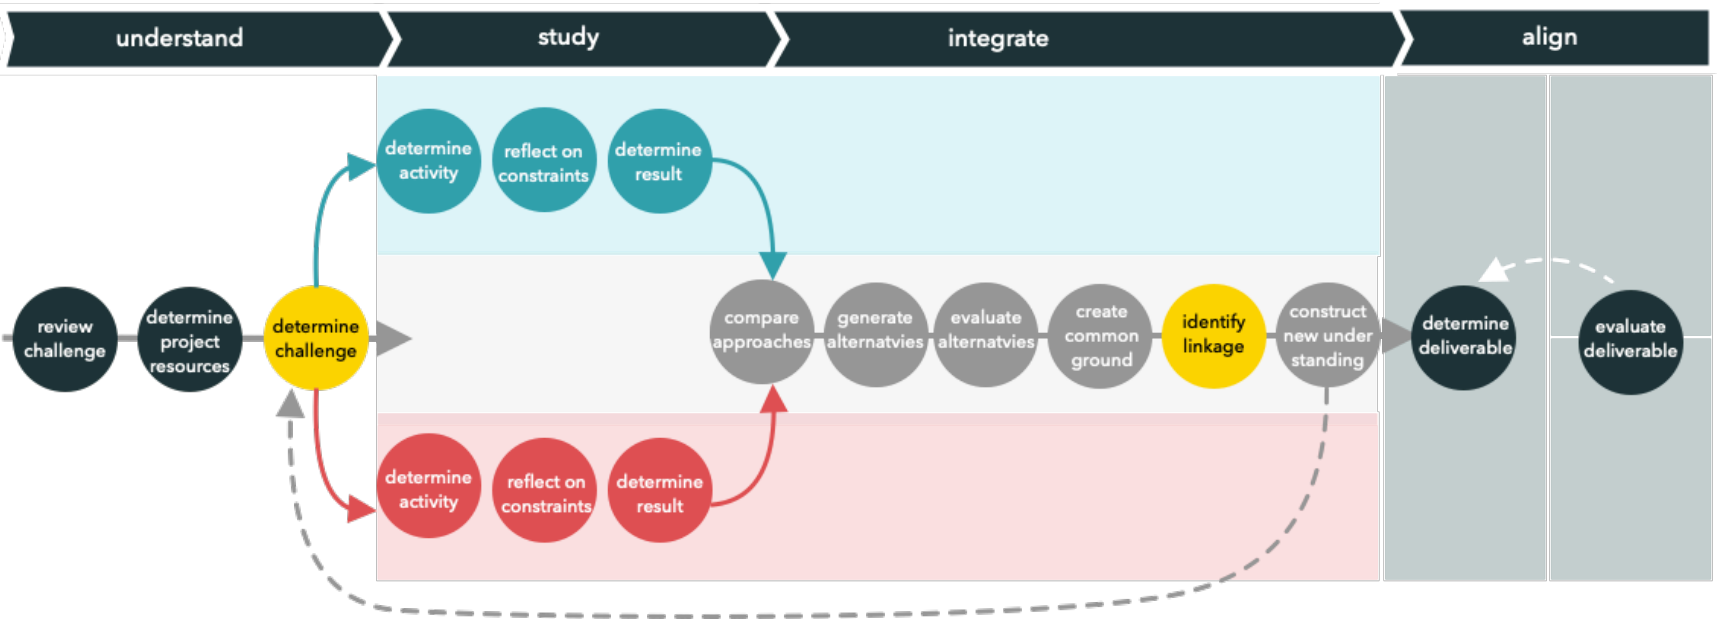 understand
study
integrate
align
determine
activity
reflect on
constraints
determine
result
review
challenge
determine
project
resources
determine
challenge
compare
approaches
generate
alternatvies
evaluate
alternatvies
create
common
ground
identify
linkage
construct
new under
standing
determine
deliverable
evaluate
deliverable
determine
activity
reflect on
constraints
determine
result